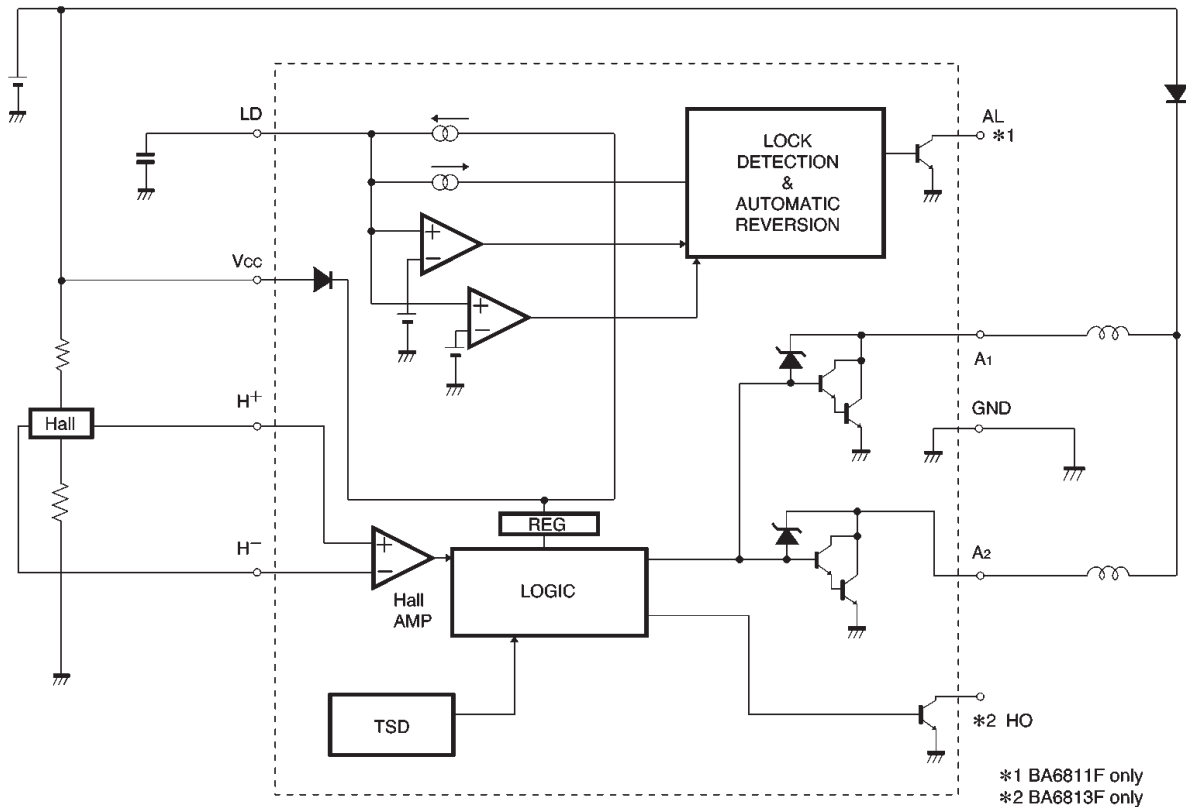 LD
LOCK
DETECTION
&
AUTOMATIC
REVERSION
AL
*1
+
−
VCC
+
−
A1
H+
GND
Hall
REG
H−
+
−
LOGIC
A2
Hall
AMP
TSD
*2 HO
*1 BA6811F only
*2 BA6813F only